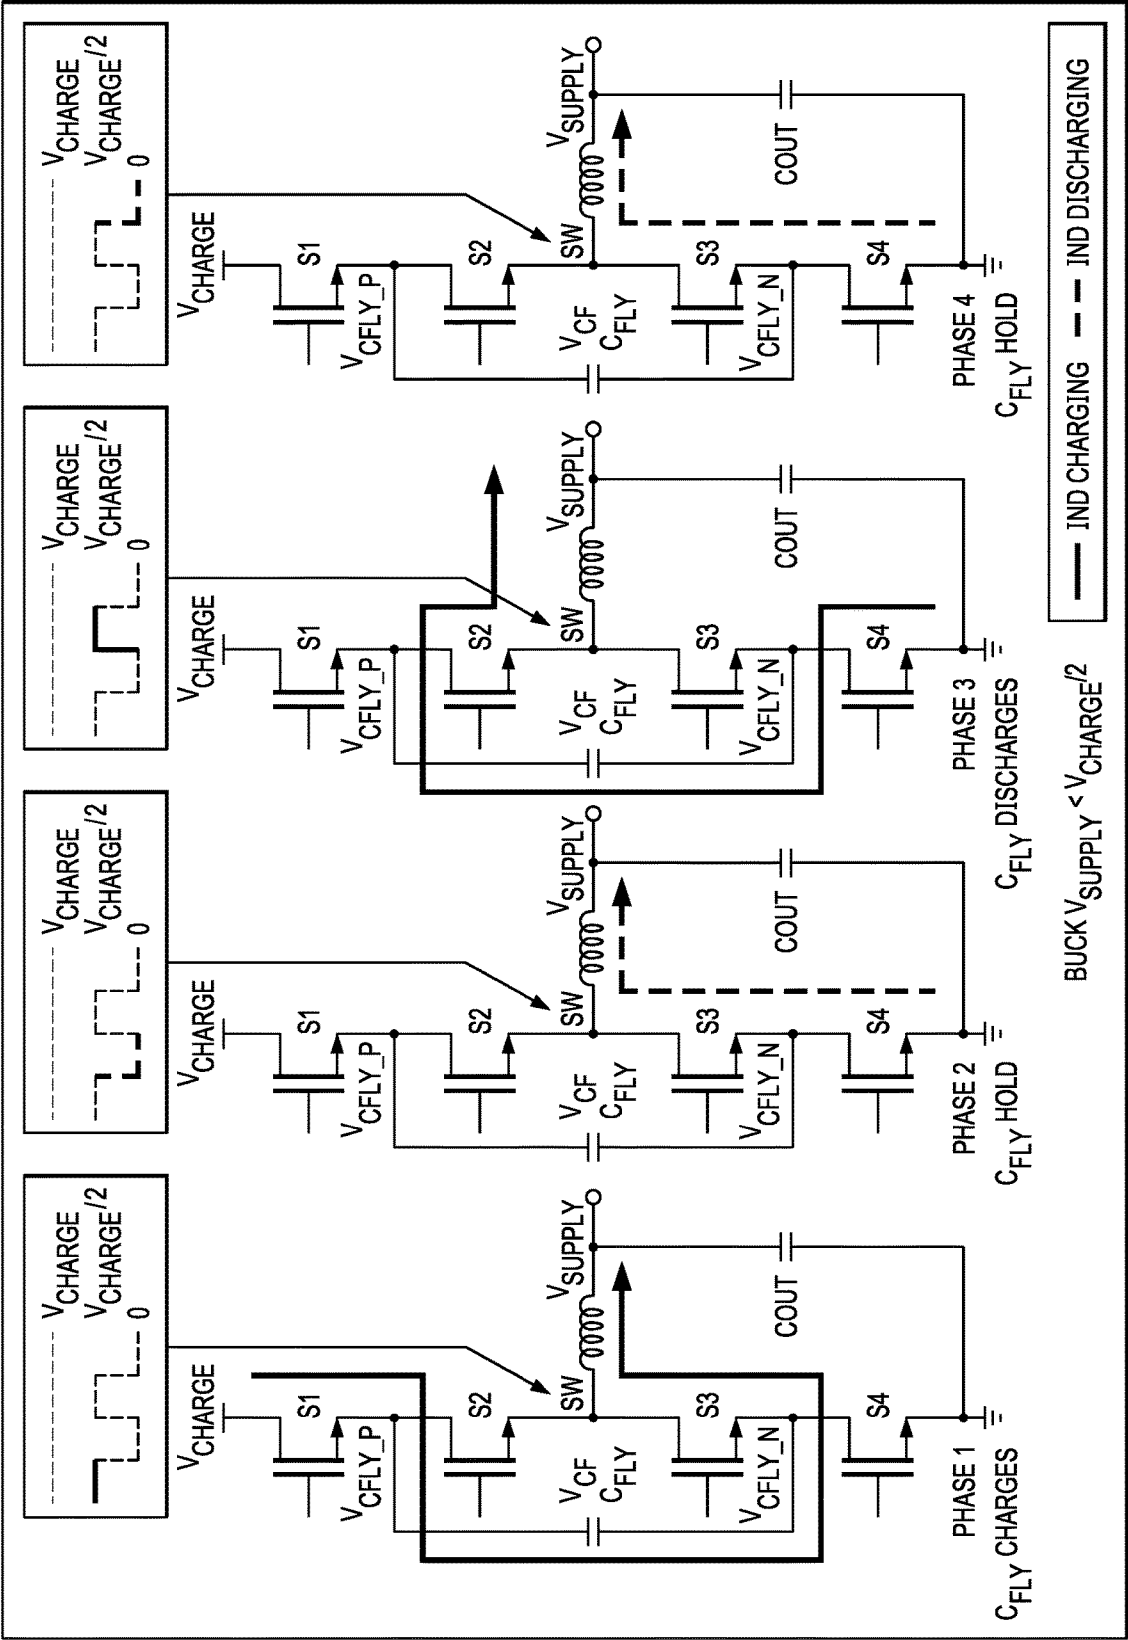 VCHARGE
VCHARGE/2
0
VCHARGE
S1
VCFLY_P
S2
SW
VSUPPLY
VCF
CFLY
S3
VCFLY_N
COUT
S4
PHASE 1
CFLY CHARGES
VCHARGE
VCHARGE/2
0
VCHARGE
S1
VCFLY_P
S2
SW
VSUPPLY
VCF
CFLY
S3
VCFLY_N
COUT
S4
PHASE 2
CFLY HOLD
VCHARGE
VCHARGE/2
0
VCHARGE
S1
VCFLY_P
S2
SW
VSUPPLY
VCF
CFLY
S3
VCFLY_N
COUT
S4
PHASE 3
CFLY DISCHARGES
VCHARGE
VCHARGE/2
0
VCHARGE
S1
VCFLY_P
S2
SW
VSUPPLY
VCF
CFLY
S3
VCFLY_N
COUT
S4
PHASE 4
CFLY HOLD
BUCK VSUPPLY < VCHARGE/2
IND CHARGING
IND DISCHARGING